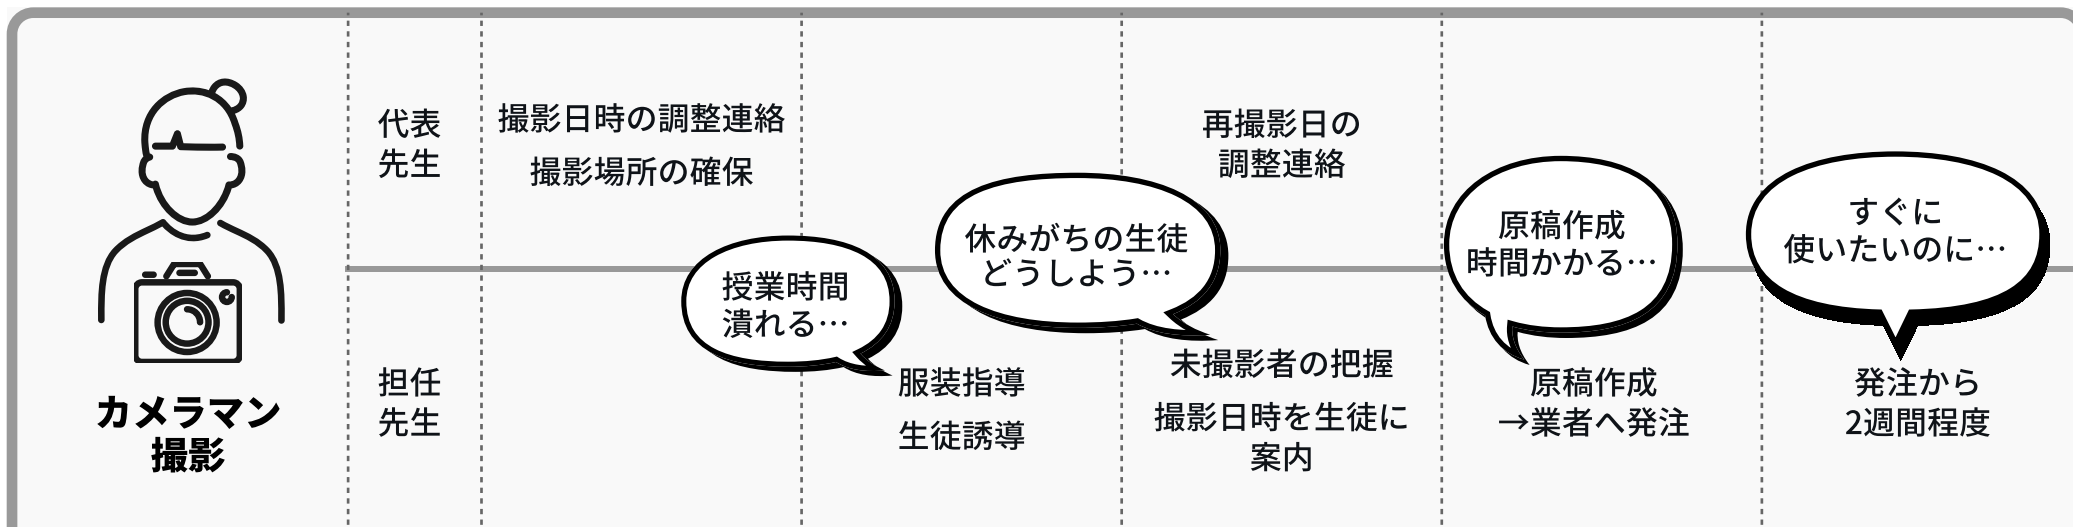 カメラマン
撮影
代表
先生
撮影日時の調整連絡
撮影場所の確保
再撮影日の
調整連絡
授業時間
潰れる…
休みがちの生徒
どうしよう…
原稿作成
時間かかる…
すぐに
使いたいのに…
担任
先生
服装指導
生徒誘導
未撮影者の把握
撮影日時を生徒に
案内
原稿作成
→業者へ発注
発注から
2週間程度